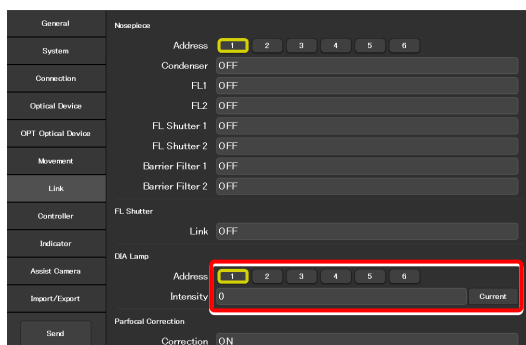 General
System
Connection
Optical Device
OPT Optical Device
Movement
Link
Controller
Indicator
Assist Camera
Import/Export
Send
Nosepiece
Address 1 2 3 4 5 6
Condenser OFF
FL1 OFF
FL2 OFF
FL Shutter 1 OFF
FL Shutter 2 OFF
Barrier Filter 1 OFF
Barrier Filter 2 OFF
FL Shutter
Link OFF
DIA Lamp
Address 1 2 3 4 5 6
Intensity 0 Current
Parfocal Correction
Correction ON